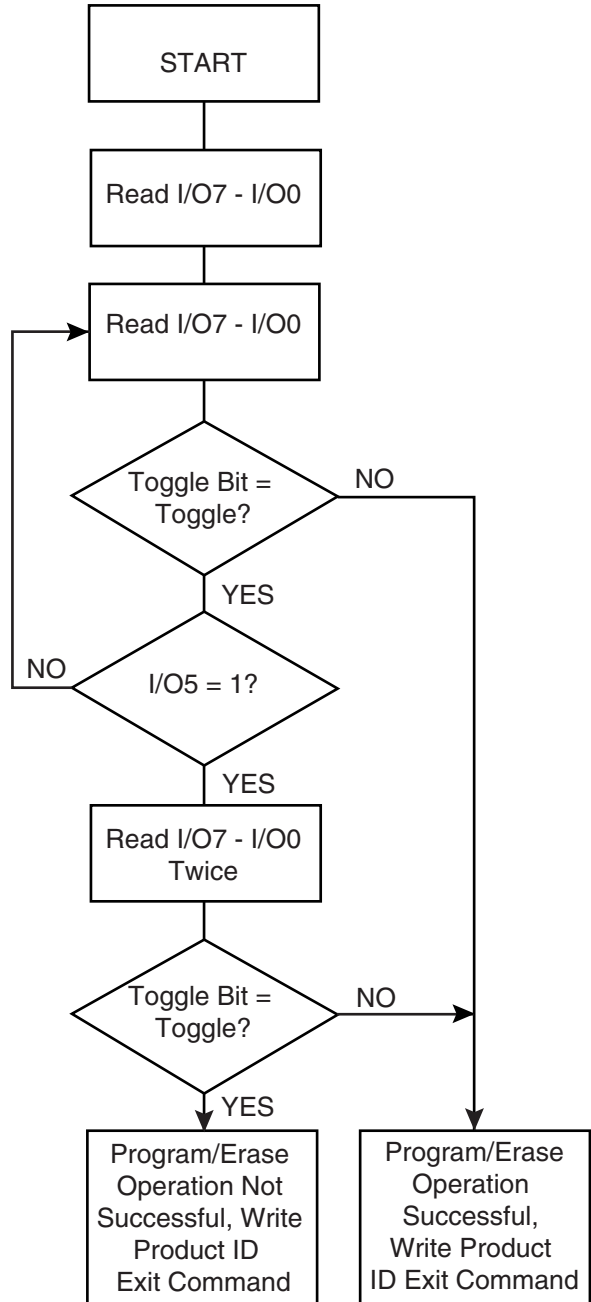 START
Read I/O7 - I/O0
Read I/O7 - I/O0
Toggle Bit =
Toggle?
NO
YES
NO
I/O5 = 1?
YES
Read I/O7 - I/O0
Twice
Toggle Bit =
Toggle?
NO
YES
Program/Erase
Operation Not
Successful, Write
Product ID
Exit Command
Program/Erase
Operation
Successful,
Write Product
ID Exit Command